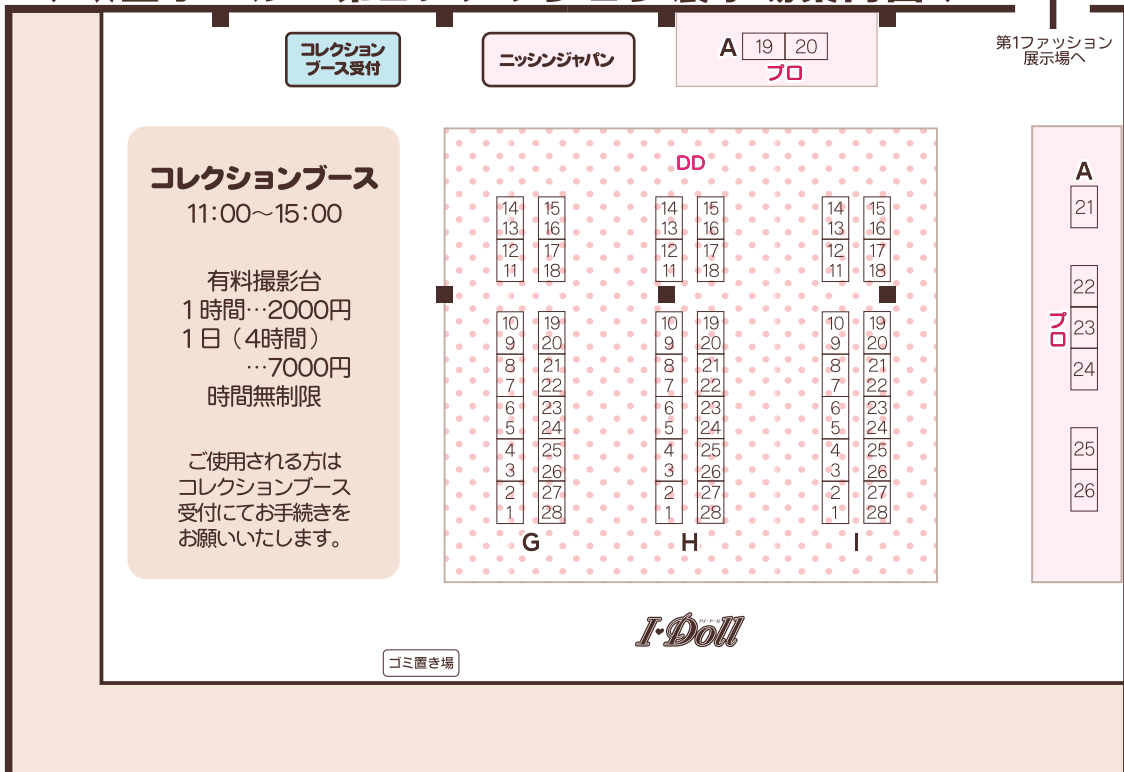 コレクション
ブース受付
ニッシンジャパン
A 19 20
プロ
第1ファッション
展示場へ
コレクションブース
11:00～15:00
有料撮影台
1時間…2000円
1日（4時間）
…7000円
時間無制限
ご使用される方は
コレクションブース
受付にてお手続きを
お願いいたします。
DD
14 15 14 15 14 15
13 16 13 16 13 16
12 17 12 17 12 17
11 18 11 18 11 18
10 19 10 19 10 19
9 20 9 20 9 20
8 21 8 21 8 21
7 22 7 22 7 22
6 23 6 23 6 23
5 24 5 24 5 24
4 25 4 25 4 25
3 26 3 26 3 26
2 27 2 27 2 27
1 28 1 28 1 28
G H I
A
21
22
23
24
プロ
25
26
アイ・ドール
I♥Doll
ゴミ置き場